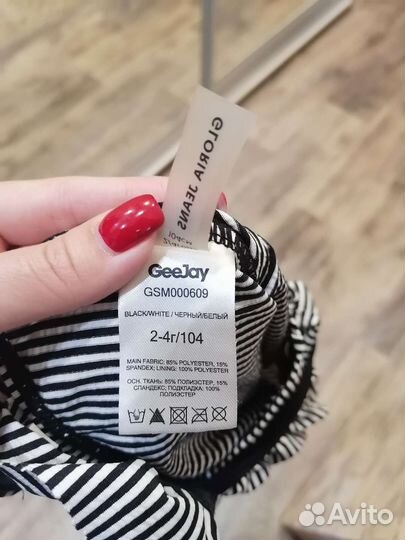 GLORIA JEANS
GeeJay
GSM000609
BLACK/WHITE / ЧЕРНЫЙ/БЕЛЫЙ
2-4г/104
MAIN FABRIC: 85% POLYESTER, 15%
SPANDEX; LINING: 100% POLYESTER
ОСН. ТКАНЬ: 85% ПОЛИЭСТЕР, 15%
СПАНДЕКС; ПОДКЛАДКА: 100%
ПОЛИЭСТЕР
Avito